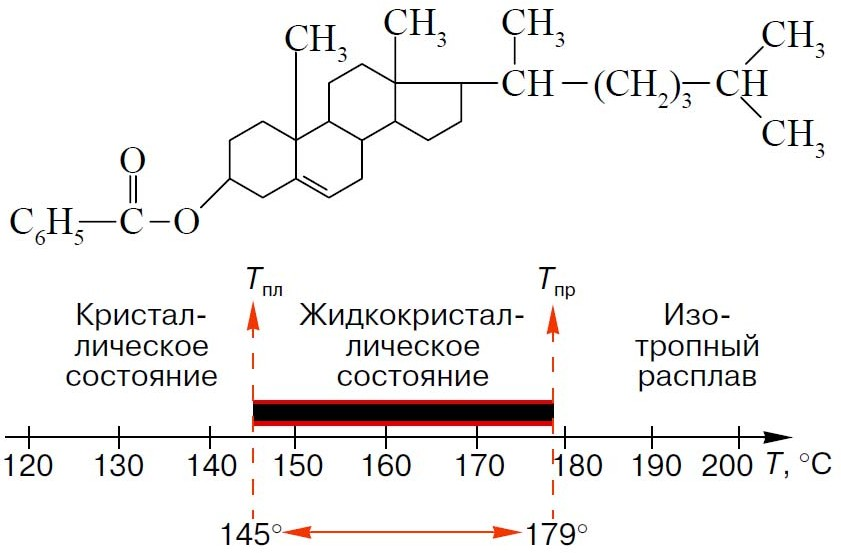 CH₃ CH₃ CH₃ CH₃
CH—(CH₂)₃—CH
CH₃
O
C₆H₅—C—O
Tпл Tпр
Кристал- Жидкокристал- Изо-
лическое лическое тропный
состояние состояние расплав
120 130 140 150 160 170 180 190 200 T, °C
145° 179°